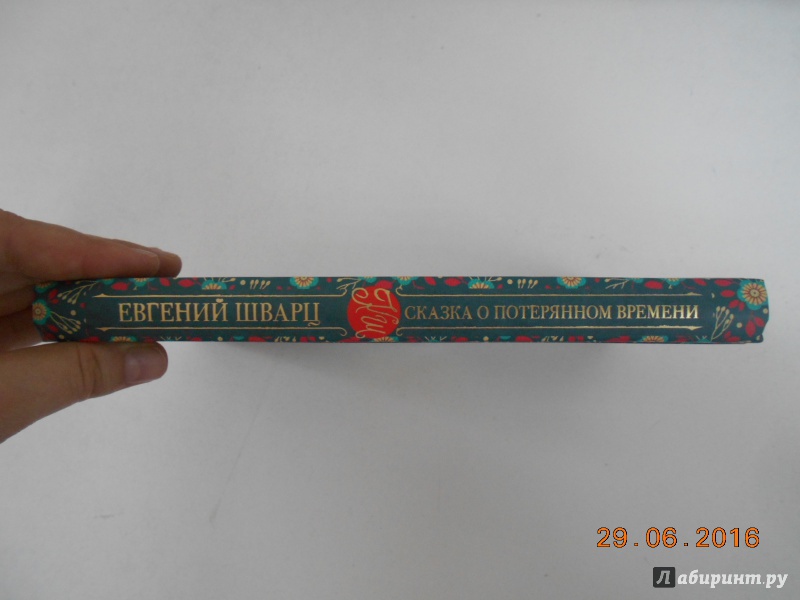 ЕВГЕНИЙ ШВАРЦ
СКАЗКА О ПОТЕРЯННОМ ВРЕМЕНИ
29.06.2016
Лабиринт.ру